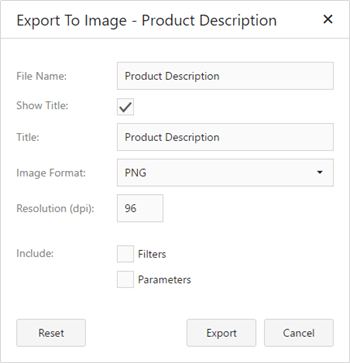 Export To Image - Product Description
File Name: Product Description
Show Title:
Title: Product Description
Image Format: PNG
Resolution (dpi): 96
Include: Filters
Parameters
Reset Export Cancel